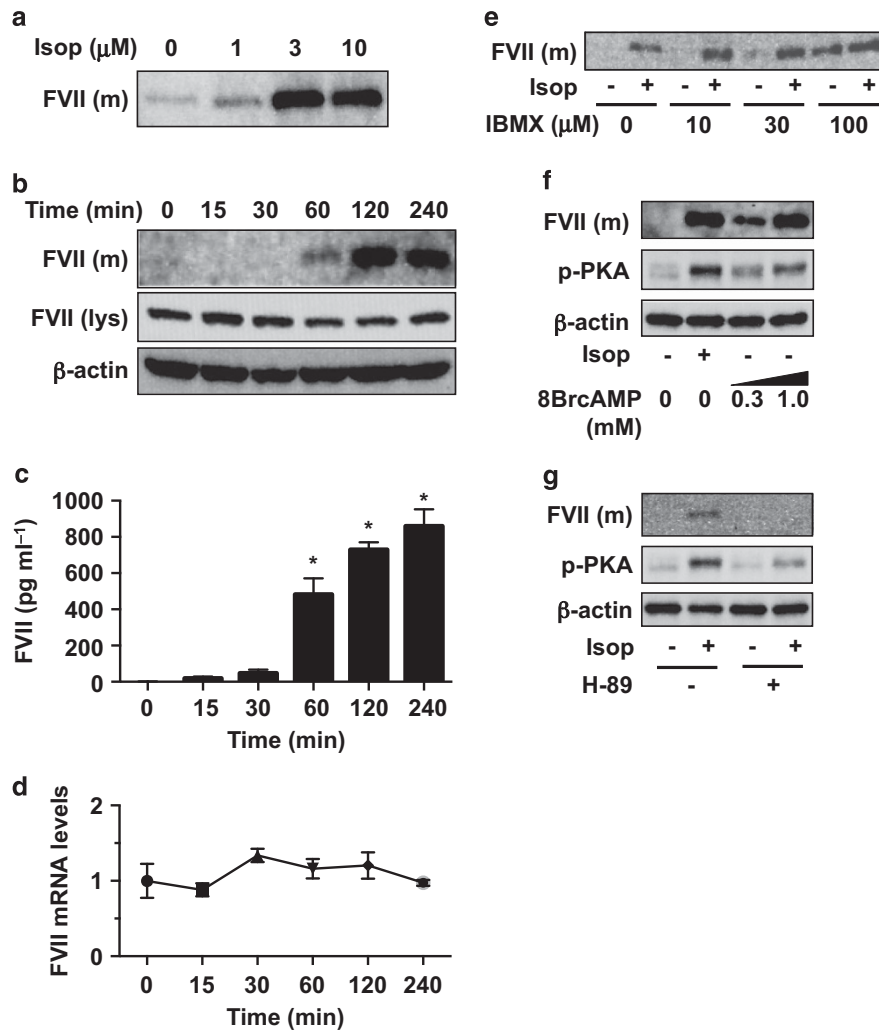 a
Isop (μM) 0 1 3 10
FVII (m)
b
Time (min) 0 15 30 60 120 240
FVII (m)
FVII (lys)
β-actin
c
FVII (pg ml⁻¹)
1000
800
600
400
200
0
* * *
0 15 30 60 120 240
Time (min)
d
FVII mRNA levels
2
1
0
0 15 30 60 120 240
Time (min)
e
FVII (m)
Isop - + - + - + - +
IBMX (μM) 0 10 30 100
f
FVII (m)
p-PKA
β-actin
Isop - + - -
8BrcAMP 0 0 0.3 1.0
(mM)
g
FVII (m)
p-PKA
β-actin
Isop - + - +
H-89 - +